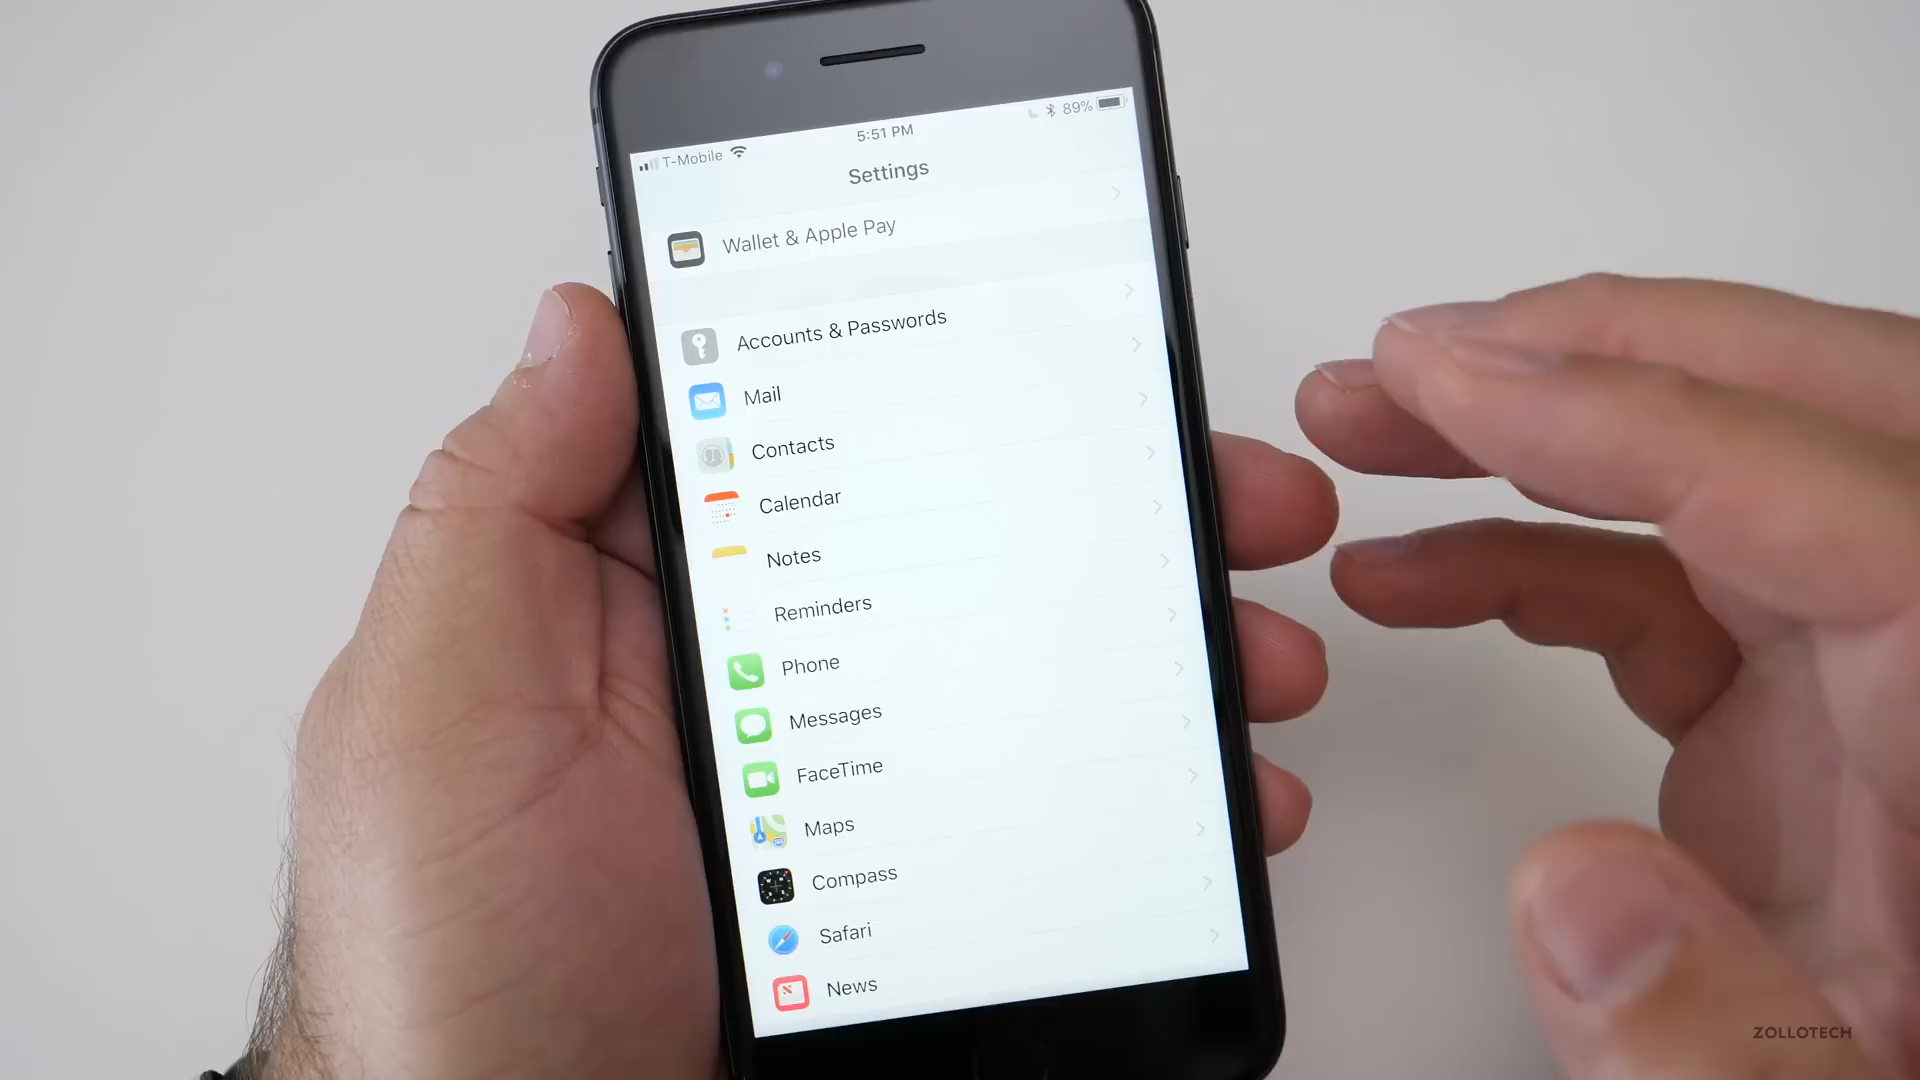 T-Mobile
5:51 PM
89%
Settings
Wallet & Apple Pay
Accounts & Passwords
Mail
Contacts
Calendar
Notes
Reminders
Phone
Messages
FaceTime
Maps
Compass
Safari
News
ZOLLOTECH